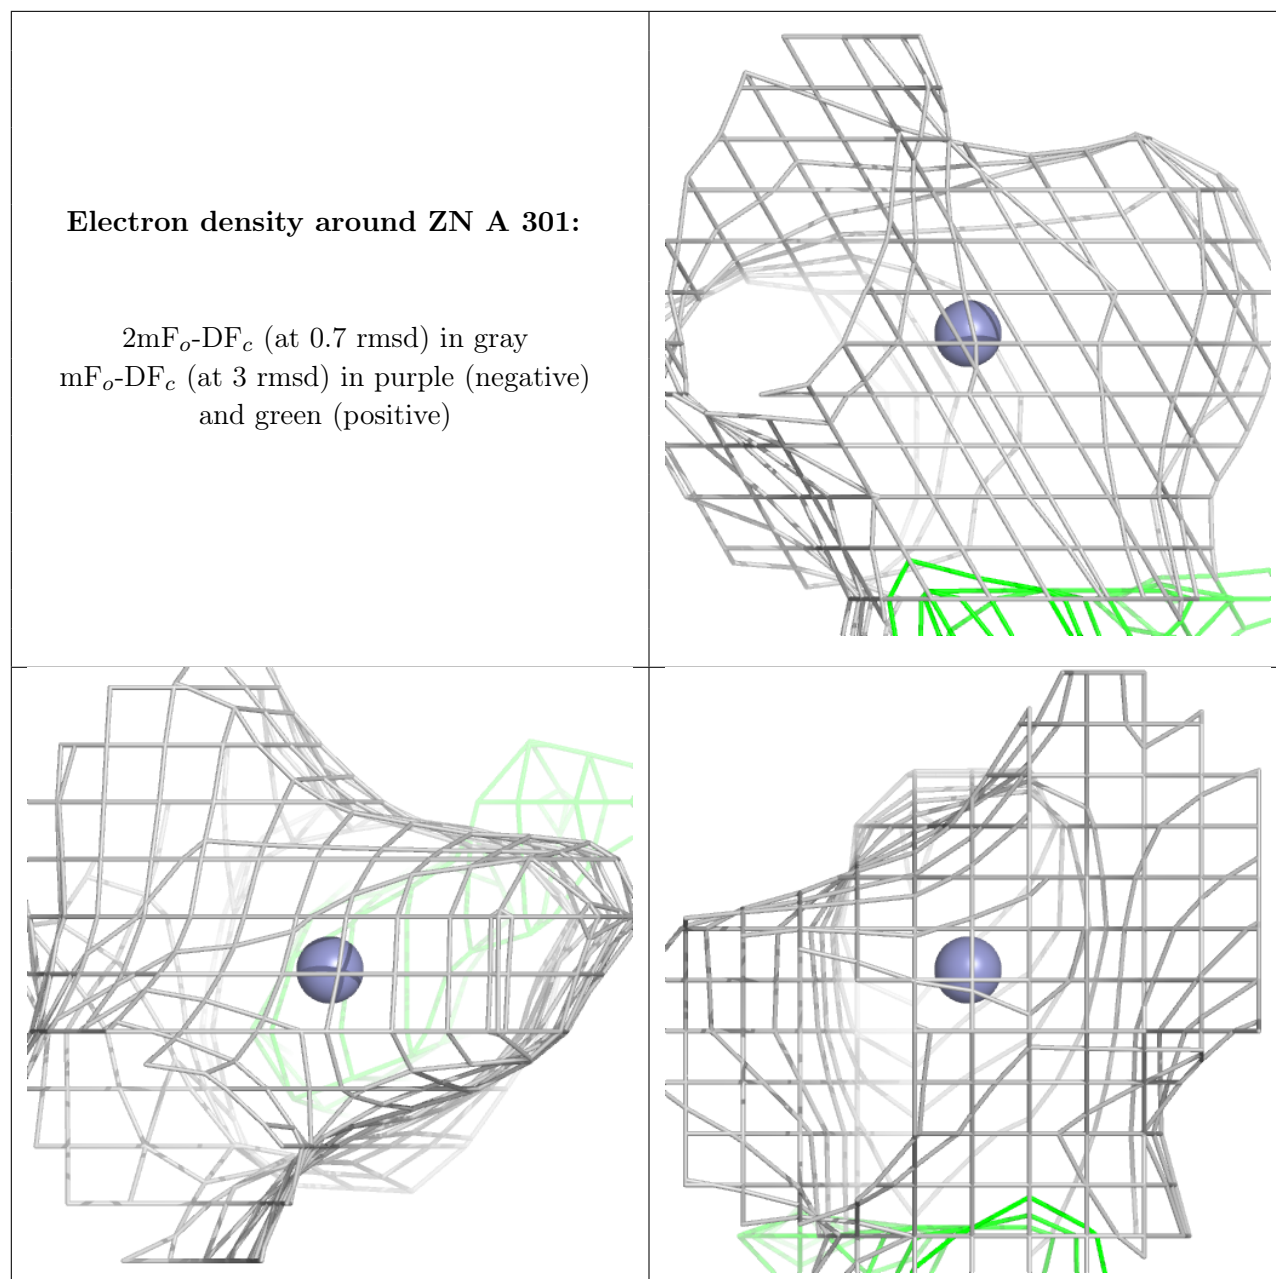 Electron density around ZN A 301:
2mFo-DFc (at 0.7 rmsd) in gray
mFo-DFc (at 3 rmsd) in purple (negative)
and green (positive)